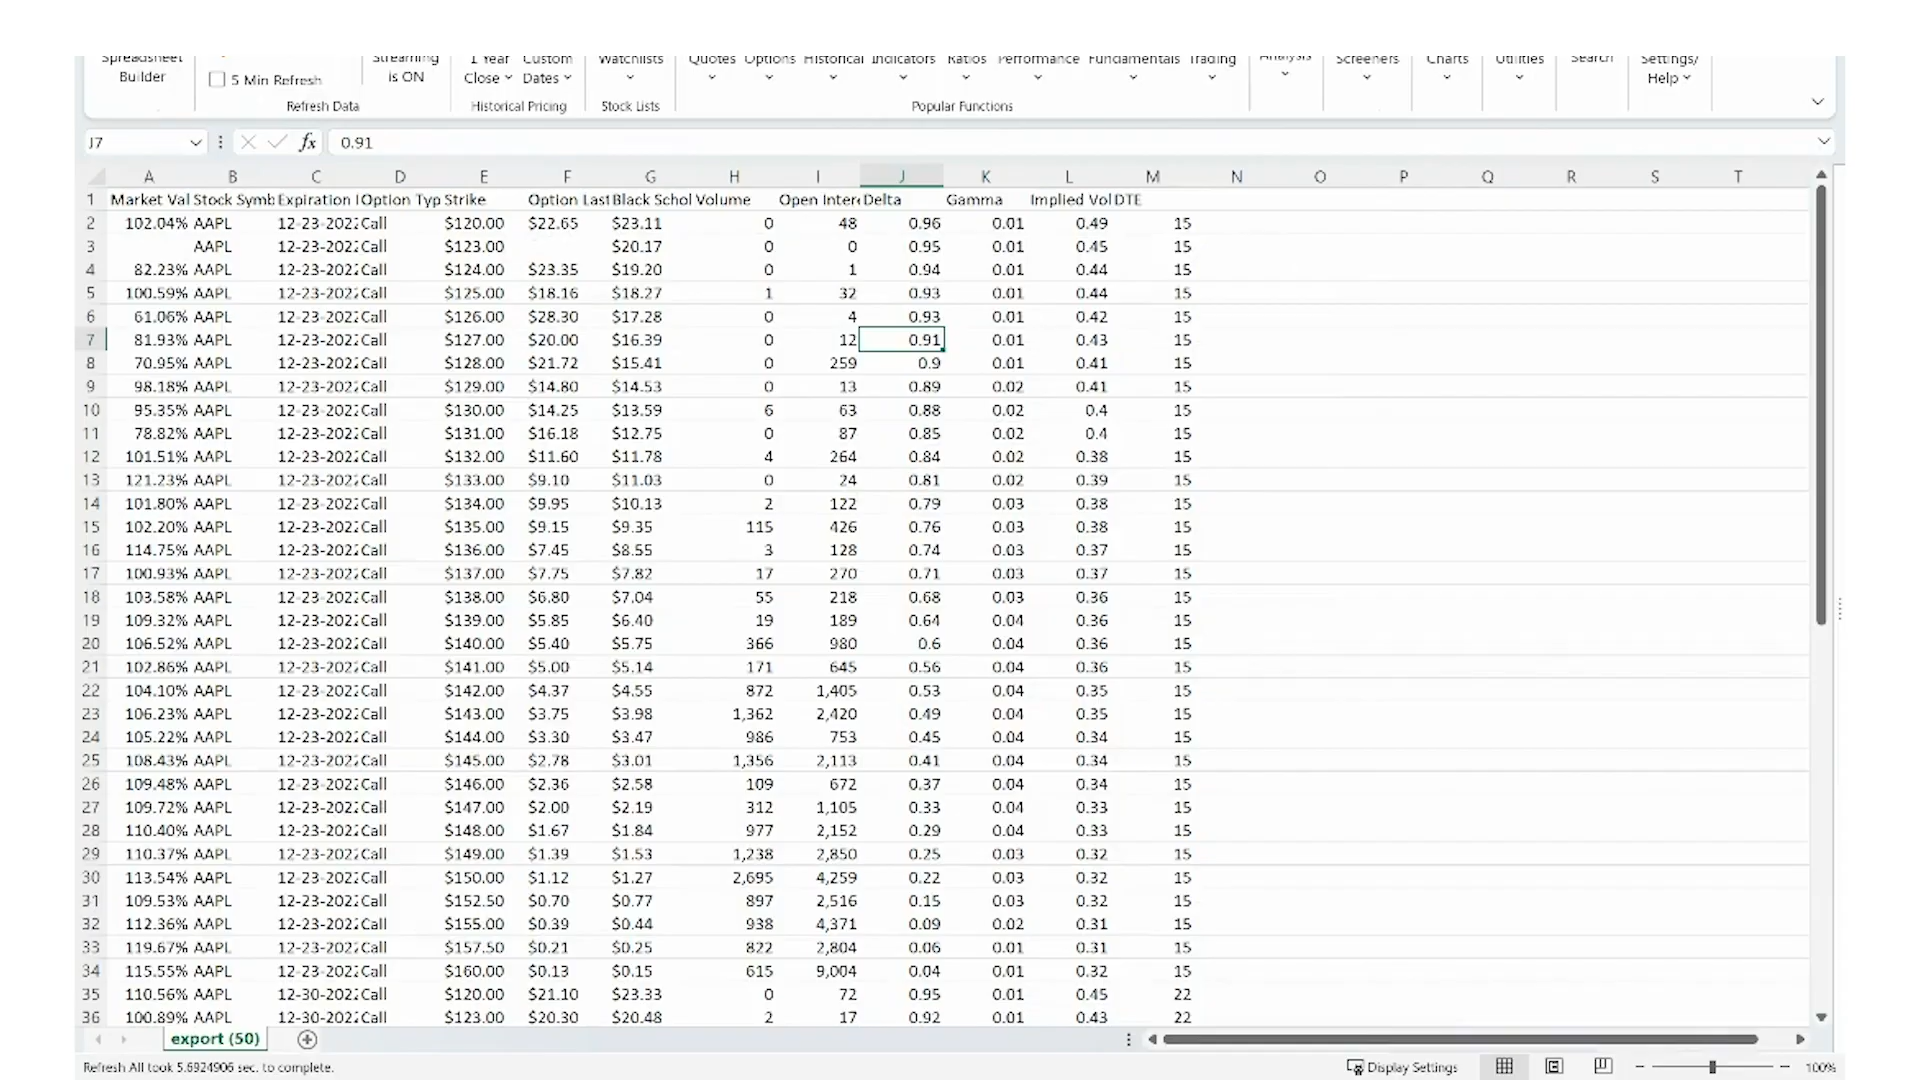 Spreadsheet Streaming 1 Year Custom Watchlists Quotes Options Historical Indicators Ratios Performance Fundamentals Trading Analysis Screeners Charts Utilities Search Settings/
Builder 5 Min Refresh is ON Close Dates Help
Refresh Data Historical Pricing Stock Lists Popular Functions
J7 fx 0.91
A B C D E F G H I J K L M N O P Q R S T
1 Market Val Stock Symb Expiration I Option Typ Strike Option Last Black Schol Volume Open Inter Delta Gamma Implied Vol DTE
2 102.04% AAPL 12-23-2022 Call $120.00 $22.65 $23.11 0 48 0.96 0.01 0.49 15
3 AAPL 12-23-2022 Call $123.00 $20.17 0 0 0.95 0.01 0.45 15
4 82.23% AAPL 12-23-2022 Call $124.00 $23.35 $19.20 0 1 0.94 0.01 0.44 15
5 100.59% AAPL 12-23-2022 Call $125.00 $18.16 $18.27 1 32 0.93 0.01 0.44 15
6 61.06% AAPL 12-23-2022 Call $126.00 $28.30 $17.28 0 4 0.93 0.01 0.42 15
7 81.93% AAPL 12-23-2022 Call $127.00 $20.00 $16.39 0 12 0.91 0.01 0.43 15
8 70.95% AAPL 12-23-2022 Call $128.00 $21.72 $15.41 0 259 0.9 0.01 0.41 15
9 98.18% AAPL 12-23-2022 Call $129.00 $14.80 $14.53 0 13 0.89 0.02 0.41 15
10 95.35% AAPL 12-23-2022 Call $130.00 $14.25 $13.59 6 63 0.88 0.02 0.4 15
11 78.82% AAPL 12-23-2022 Call $131.00 $16.18 $12.75 0 87 0.85 0.02 0.4 15
12 101.51% AAPL 12-23-2022 Call $132.00 $11.60 $11.78 4 264 0.84 0.02 0.38 15
13 121.23% AAPL 12-23-2022 Call $133.00 $9.10 $11.03 0 24 0.81 0.02 0.39 15
14 101.80% AAPL 12-23-2022 Call $134.00 $9.95 $10.13 2 122 0.79 0.03 0.38 15
15 102.20% AAPL 12-23-2022 Call $135.00 $9.15 $9.35 115 426 0.76 0.03 0.38 15
16 114.75% AAPL 12-23-2022 Call $136.00 $7.45 $8.55 3 128 0.74 0.03 0.37 15
17 100.93% AAPL 12-23-2022 Call $137.00 $7.75 $7.82 17 270 0.71 0.03 0.37 15
18 103.58% AAPL 12-23-2022 Call $138.00 $6.80 $7.04 55 218 0.68 0.03 0.36 15
19 109.32% AAPL 12-23-2022 Call $139.00 $5.85 $6.40 19 189 0.64 0.04 0.36 15
20 106.52% AAPL 12-23-2022 Call $140.00 $5.40 $5.75 366 980 0.6 0.04 0.36 15
21 102.86% AAPL 12-23-2022 Call $141.00 $5.00 $5.14 171 645 0.56 0.04 0.36 15
22 104.10% AAPL 12-23-2022 Call $142.00 $4.37 $4.55 872 1,405 0.53 0.04 0.35 15
23 106.23% AAPL 12-23-2022 Call $143.00 $3.75 $3.98 1,362 2,420 0.49 0.04 0.35 15
24 105.22% AAPL 12-23-2022 Call $144.00 $3.30 $3.47 986 753 0.45 0.04 0.34 15
25 108.43% AAPL 12-23-2022 Call $145.00 $2.78 $3.01 1,356 2,113 0.41 0.04 0.34 15
26 109.48% AAPL 12-23-2022 Call $146.00 $2.36 $2.58 109 672 0.37 0.04 0.34 15
27 109.72% AAPL 12-23-2022 Call $147.00 $2.00 $2.19 312 1,105 0.33 0.04 0.33 15
28 110.40% AAPL 12-23-2022 Call $148.00 $1.67 $1.84 977 2,152 0.29 0.04 0.33 15
29 110.37% AAPL 12-23-2022 Call $149.00 $1.39 $1.53 1,238 2,850 0.25 0.03 0.32 15
30 113.54% AAPL 12-23-2022 Call $150.00 $1.12 $1.27 2,695 4,259 0.22 0.03 0.32 15
31 109.53% AAPL 12-23-2022 Call $152.50 $0.70 $0.77 897 2,516 0.15 0.03 0.32 15
32 112.36% AAPL 12-23-2022 Call $155.00 $0.39 $0.44 938 4,371 0.09 0.02 0.31 15
33 119.67% AAPL 12-23-2022 Call $157.50 $0.21 $0.25 822 2,804 0.06 0.01 0.31 15
34 115.55% AAPL 12-23-2022 Call $160.00 $0.13 $0.15 615 9,004 0.04 0.01 0.32 15
35 110.56% AAPL 12-30-2022 Call $120.00 $21.10 $23.33 0 72 0.95 0.01 0.45 22
36 100.89% AAPL 12-30-2022 Call $123.00 $20.30 $20.48 2 17 0.92 0.01 0.43 22
export (50)
Refresh All took 5.6924906 sec. to complete. Display Settings 100%